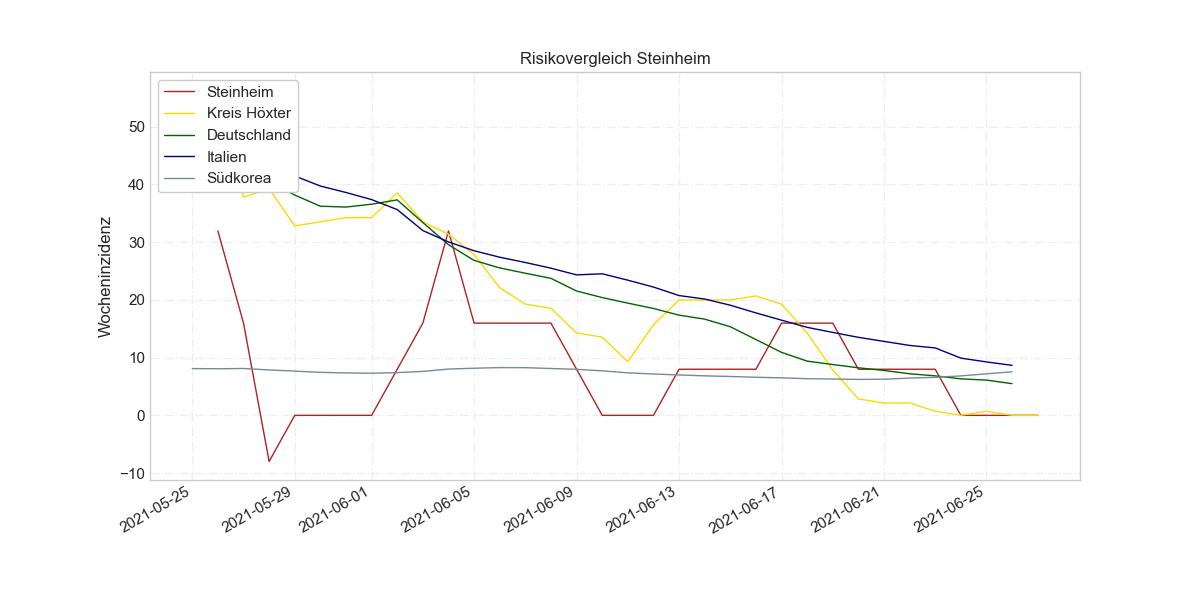 Risikovergleich Steinheim
Steinheim
Kreis Höxter
Deutschland
Italien
Südkorea
Wocheninzidenz
50
40
30
20
10
0
−10
2021-05-25
2021-05-29
2021-06-01
2021-06-05
2021-06-09
2021-06-13
2021-06-17
2021-06-21
2021-06-25